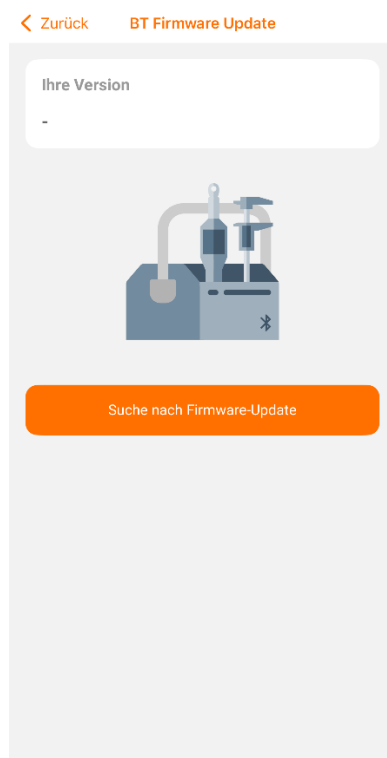 Zurück BT Firmware Update
Ihre Version
-
Suche nach Firmware-Update